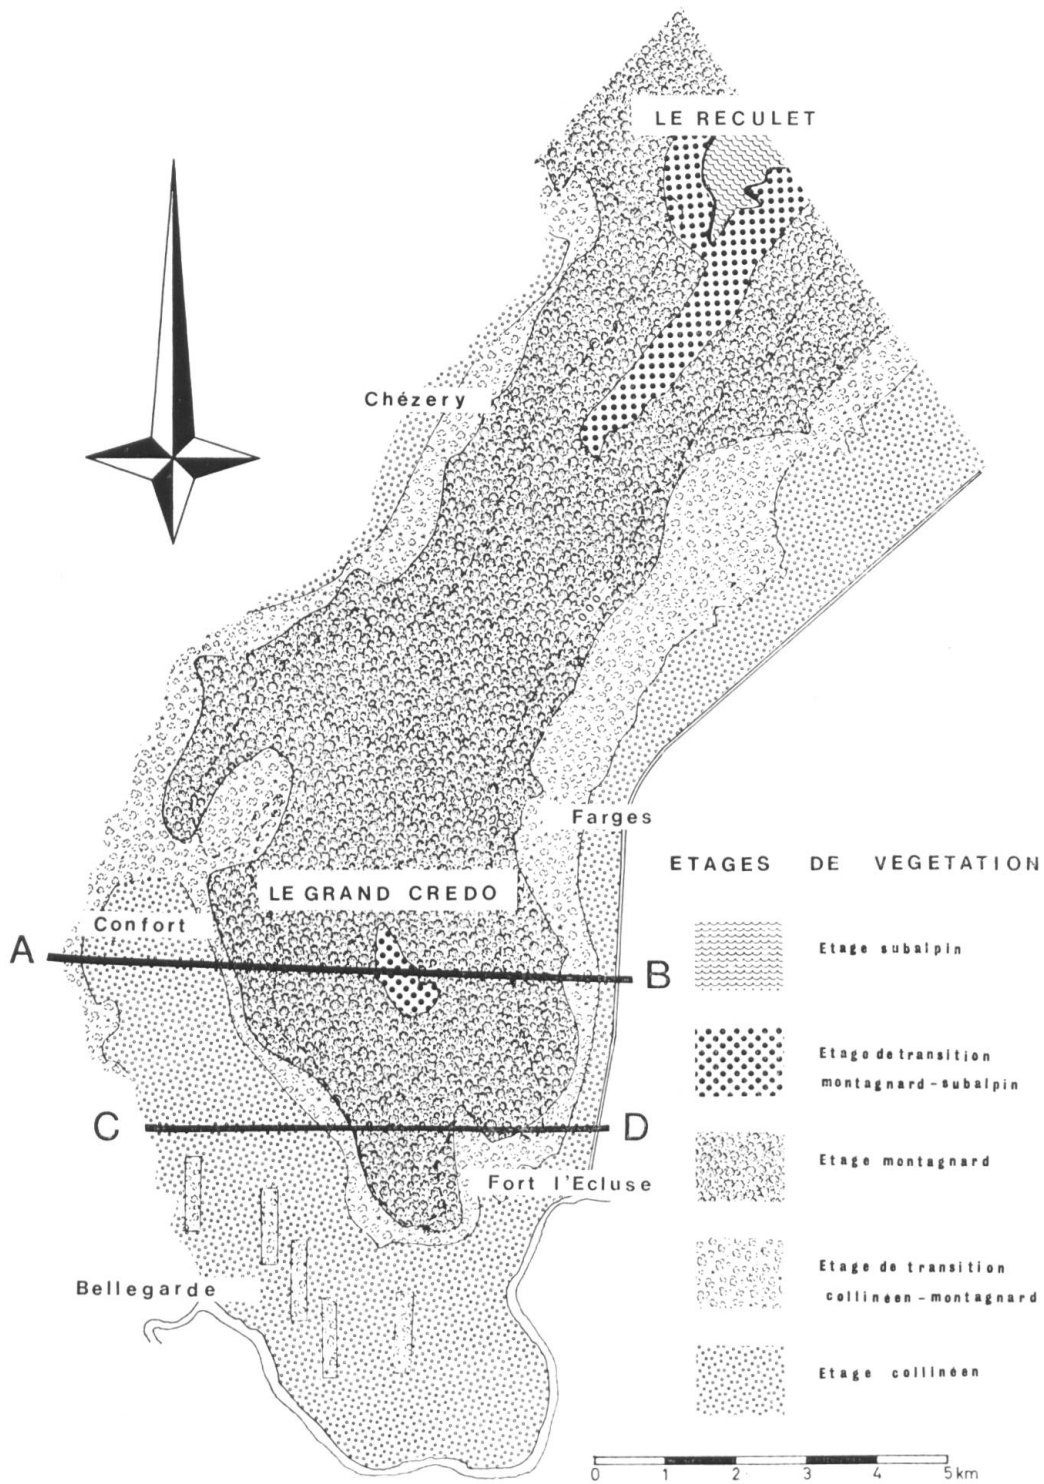 LE RECULET
Chézery
Farges
ETAGES DE VEGETATION
LE GRAND CREDO
Confort
A
B
Etage subalpin
Etago de transition
montagnard-subalpin
C
D
Etage montagnard
Fort l'Ecluse
Etage de transition
collinéen-montagnard
Bellegarde
Etage collinéen
0 1 2 3 4 5 km